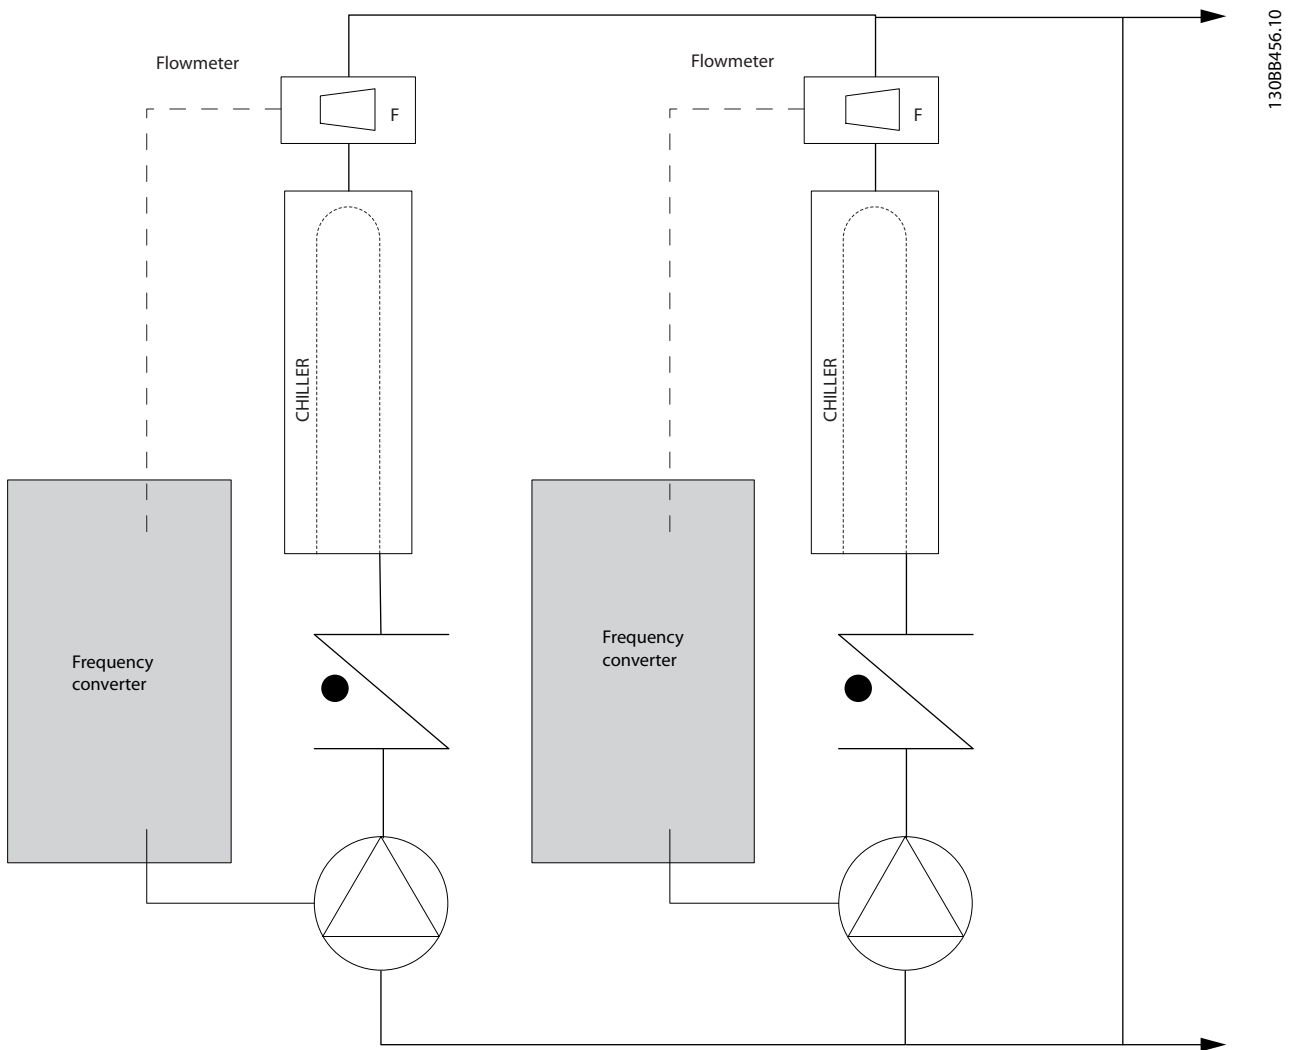 Flowmeter
Flowmeter
130BB456.10
F
F
CHILLER
CHILLER
Frequency
converter
Frequency
converter